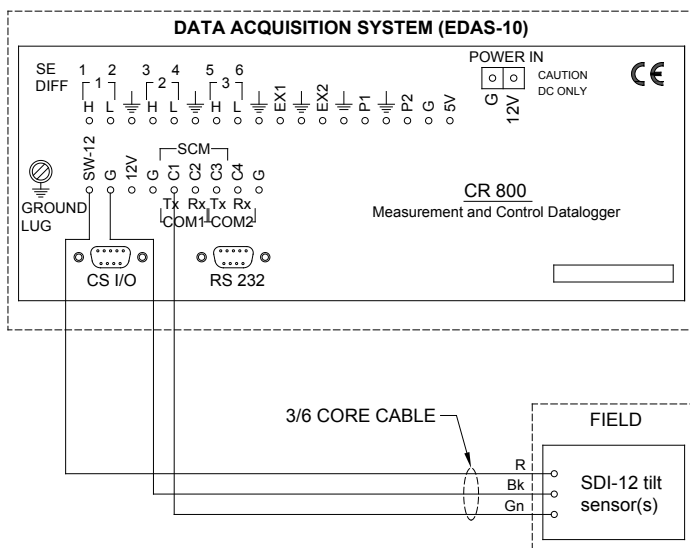 DATA ACQUISITION SYSTEM (EDAS-10)
POWER IN
CAUTION
DC ONLY
G
12V
CE
SE 1 2 3 4 5 6
DIFF 1 2 3
H L H L H L EX1 EX2 P1 P2 G 5V
SCM
SW-12 G 12V G C1 C2 C3 C4 G
Tx Rx Tx Rx
COM1 COM2
GROUND
LUG
CR 800
Measurement and Control Datalogger
CS I/O
RS 232
3/6 CORE CABLE
FIELD
R
Bk
Gn
SDI-12 tilt
sensor(s)